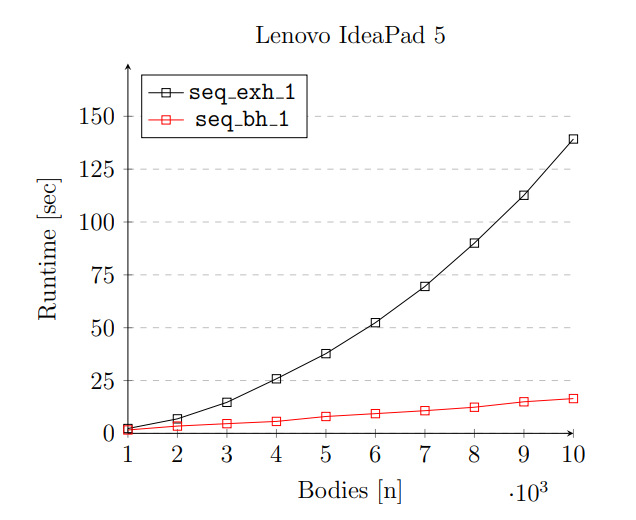 Lenovo IdeaPad 5
seq_exh_1
seq_bh_1
150
125
100
75
50
25
0
Runtime [sec]
1 2 3 4 5 6 7 8 9 10
Bodies [n]
·10³